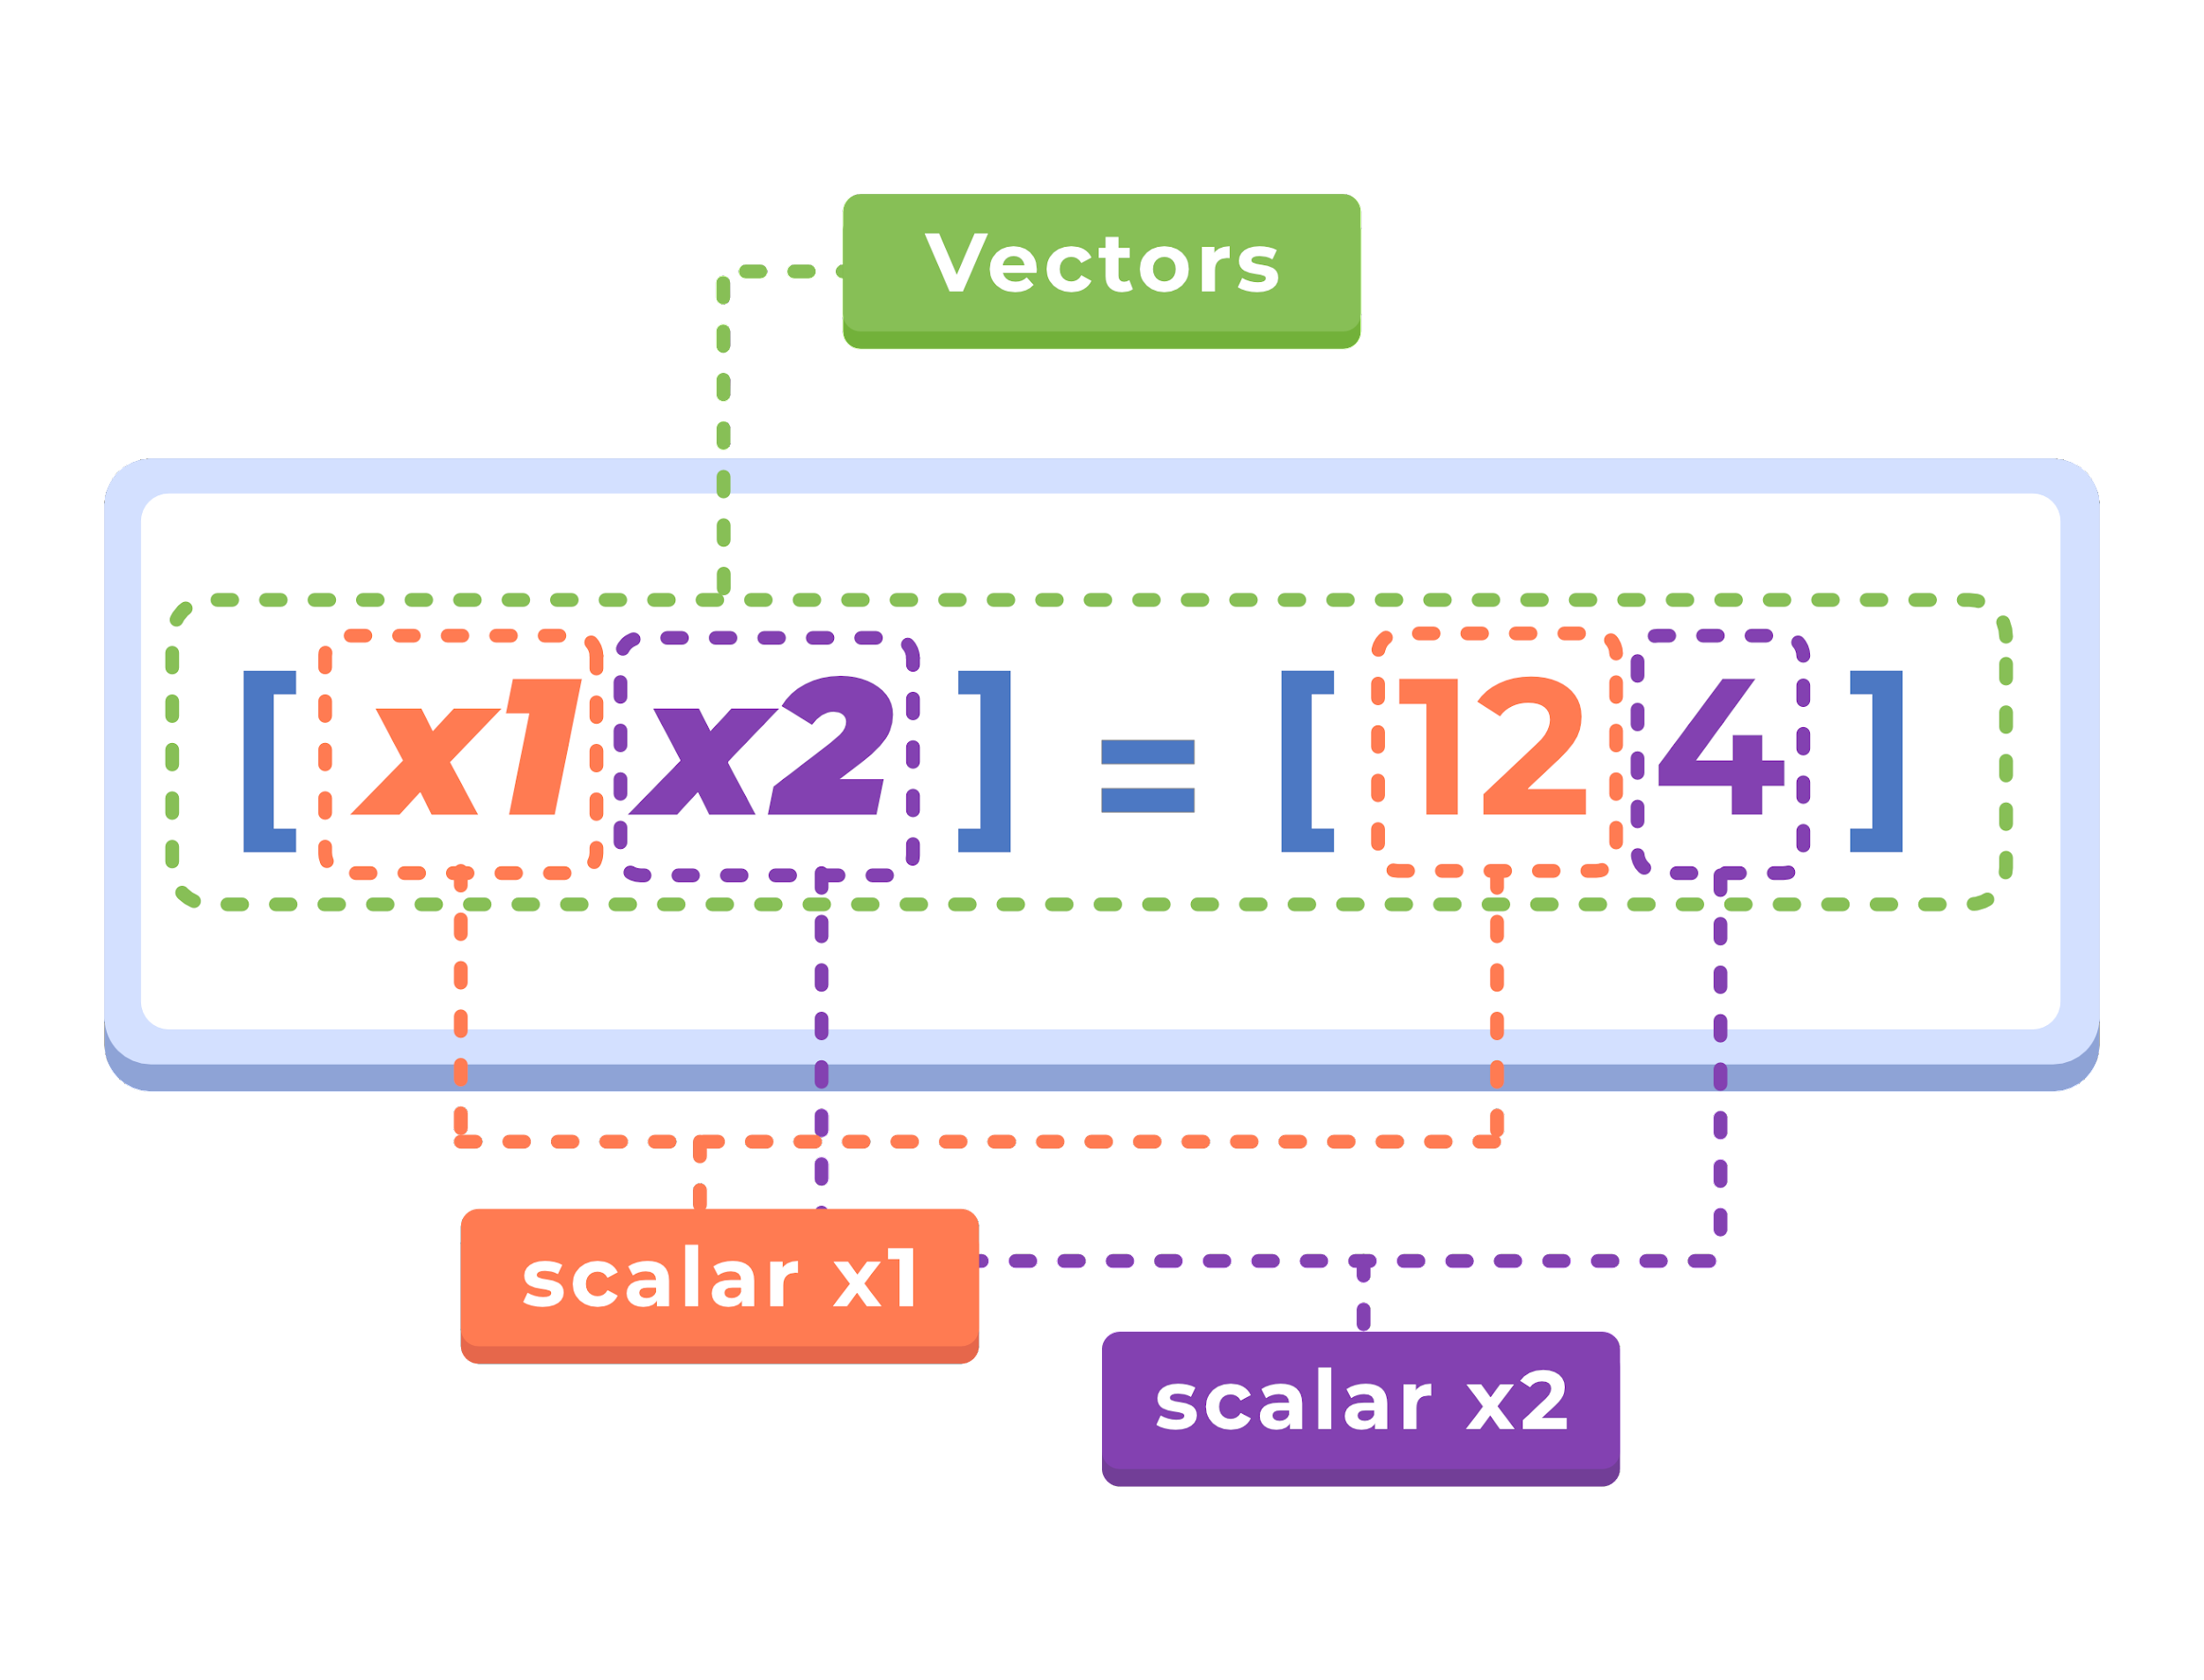 Vectors
[ x1 x2 ] = [ 12 4 ]
scalar x1
scalar x2